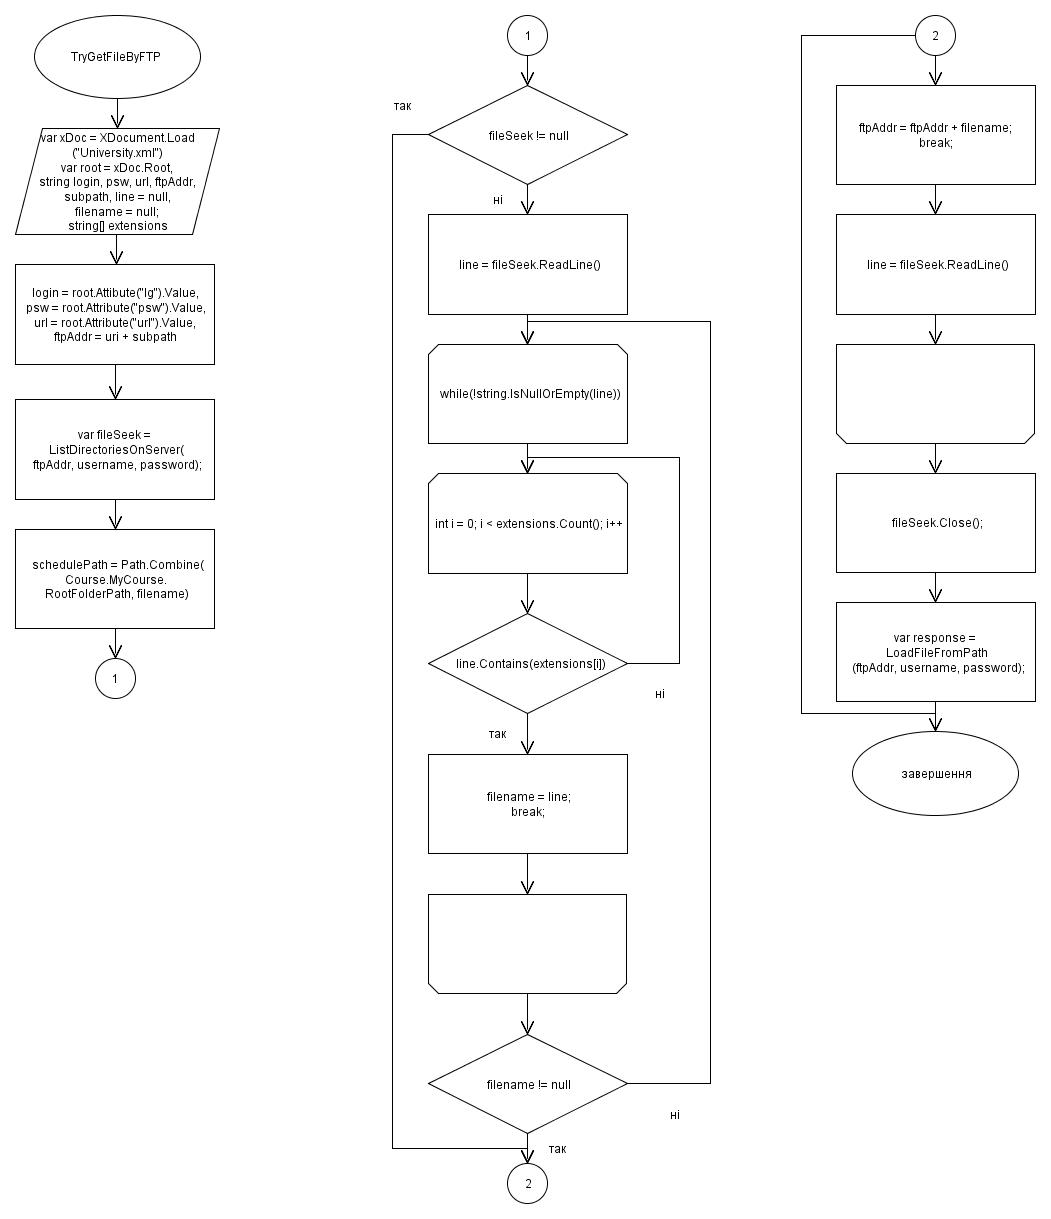 TryGetFileByFTP
var xDoc = XDocument.Load
("University.xml")
var root = xDoc.Root,
string login, psw, url, ftpAddr,
subpath, line = null,
filename = null;
string[] extensions
login = root.Attibute("lg").Value,
psw = root.Attribute("psw").Value,
url = root.Attribute("url").Value,
ftpAddr = uri + subpath
var fileSeek =
ListDirectoriesOnServer(
ftpAddr, username, password);
schedulePath = Path.Combine(
Course.MyCourse.
RootFolderPath, filename)
1
1
так
fileSeek != null
ні
line = fileSeek.ReadLine()
while(!string.IsNullOrEmpty(line))
int i = 0; i < extensions.Count(); i++
line.Contains(extensions[i])
ні
так
filename = line;
break;
filename != null
ні
так
2
2
ftpAddr = ftpAddr + filename;
break;
line = fileSeek.ReadLine()
fileSeek.Close();
var response =
LoadFileFromPath
(ftpAddr, username, password);
завершення